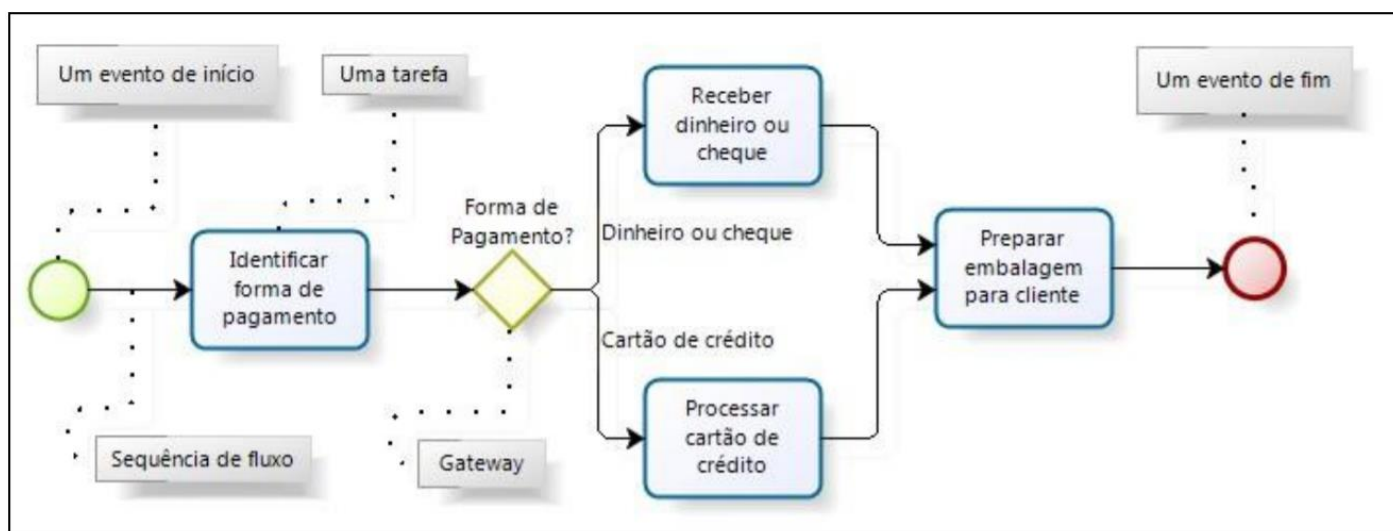 Um evento de início
Uma tarefa
Receber
dinheiro ou
cheque
Um evento de fim
Forma de
Pagamento?
Dinheiro ou cheque
Identificar
forma de
pagamento
Preparar
embalagem
para cliente
Cartão de crédito
Processar
cartão de
crédito
Sequência de fluxo
Gateway